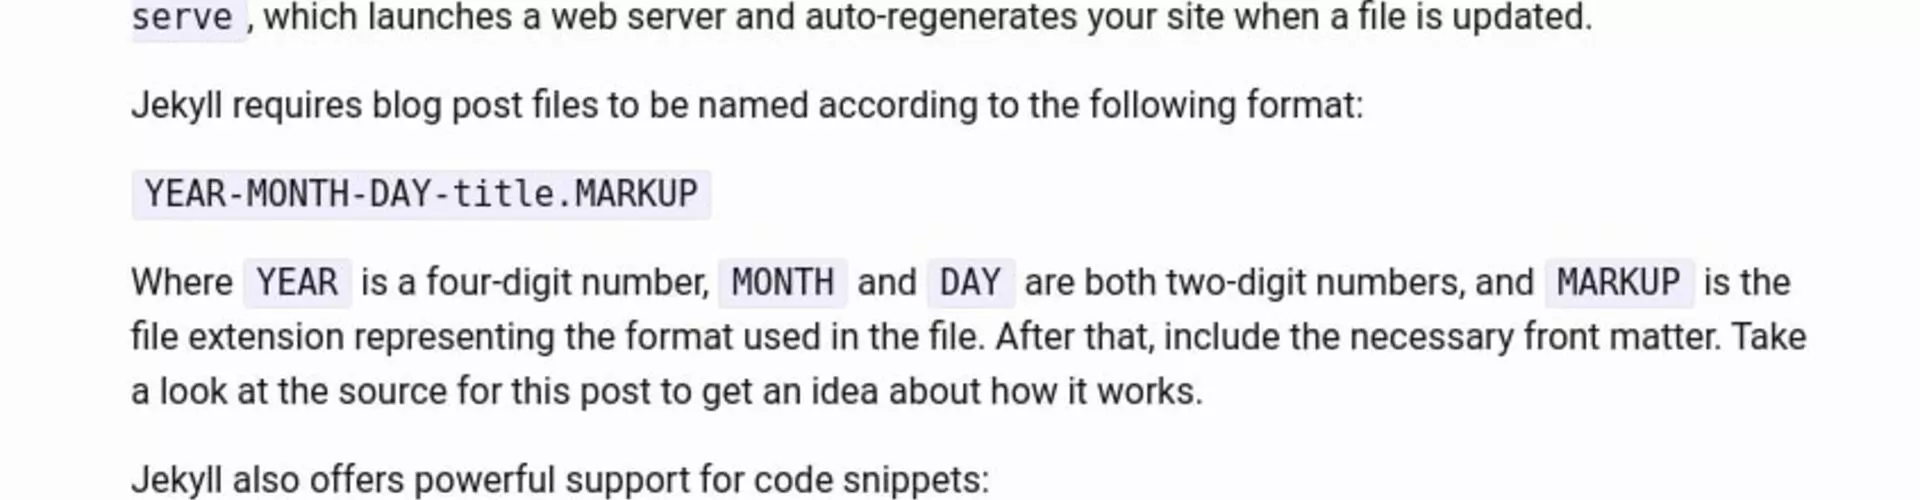 serve , which launches a web server and auto-regenerates your site when a file is updated.
Jekyll requires blog post files to be named according to the following format:
YEAR-MONTH-DAY-title.MARKUP
Where YEAR is a four-digit number, MONTH and DAY are both two-digit numbers, and MARKUP is the
file extension representing the format used in the file. After that, include the necessary front matter. Take
a look at the source for this post to get an idea about how it works.
Jekyll also offers powerful support for code snippets: